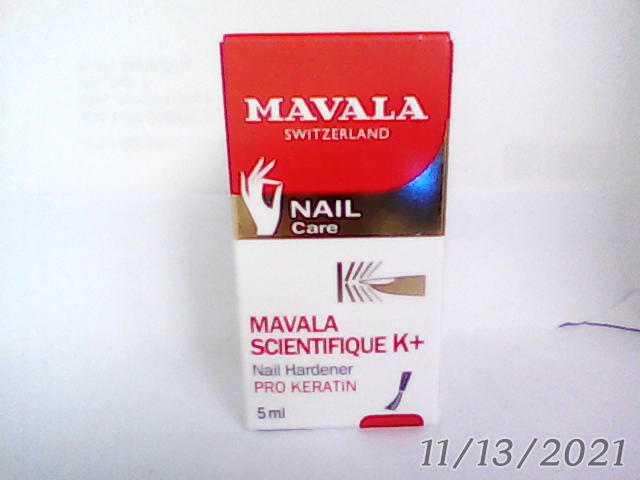 MAVALA
SWITZERLAND
NAIL
Care
MAVALA
SCIENTIFIQUE K+
Nail Hardener
PRO KERATiN
5 ml
11/13/2021